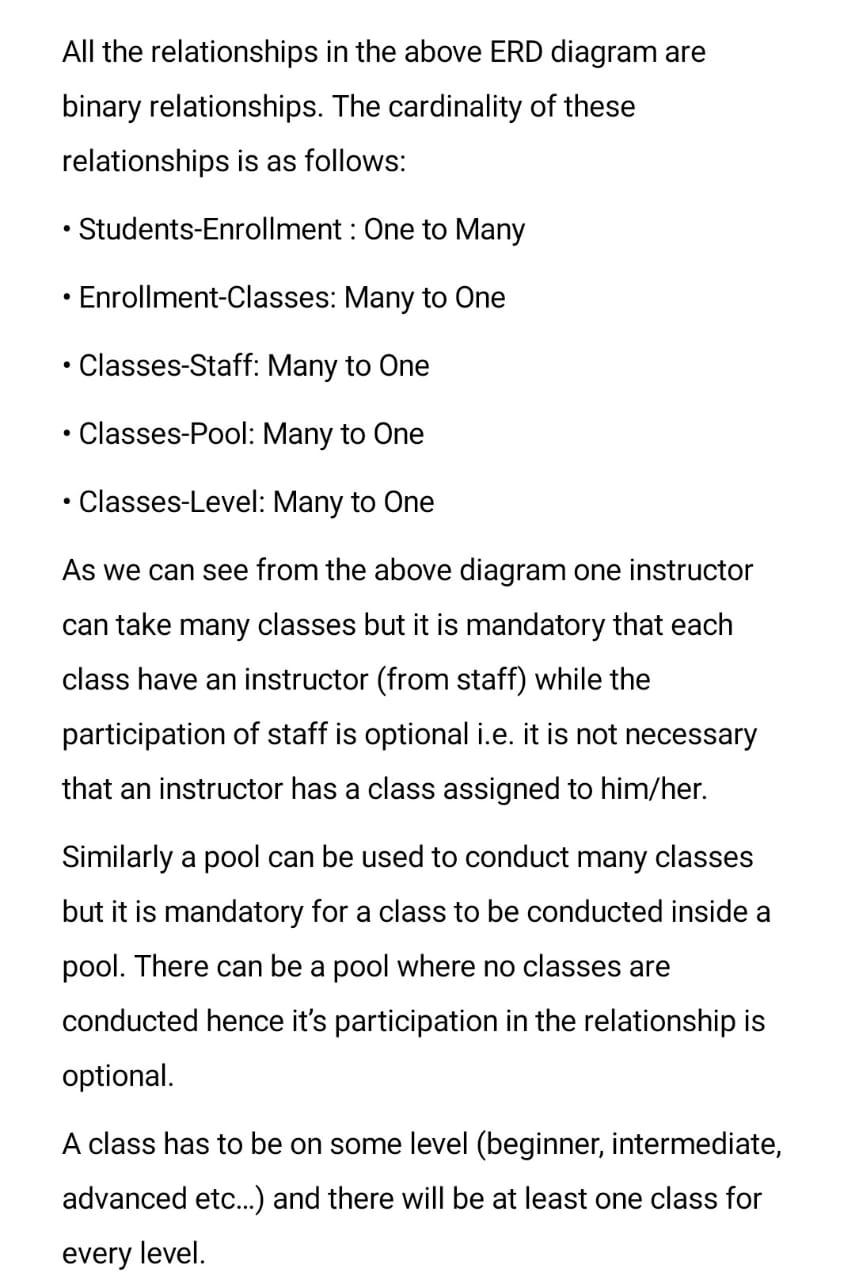 All the relationships in the above ERD diagram are
binary relationships. The cardinality of these
relationships is as follows:
• Students-Enrollment : One to Many
• Enrollment-Classes: Many to One
• Classes-Staff: Many to One
• Classes-Pool: Many to One
• Classes-Level: Many to One
As we can see from the above diagram one instructor
can take many classes but it is mandatory that each
class have an instructor (from staff) while the
participation of staff is optional i.e. it is not necessary
that an instructor has a class assigned to him/her.
Similarly a pool can be used to conduct many classes
but it is mandatory for a class to be conducted inside a
pool. There can be a pool where no classes are
conducted hence it’s participation in the relationship is
optional.
A class has to be on some level (beginner, intermediate,
advanced etc…) and there will be at least one class for
every level.